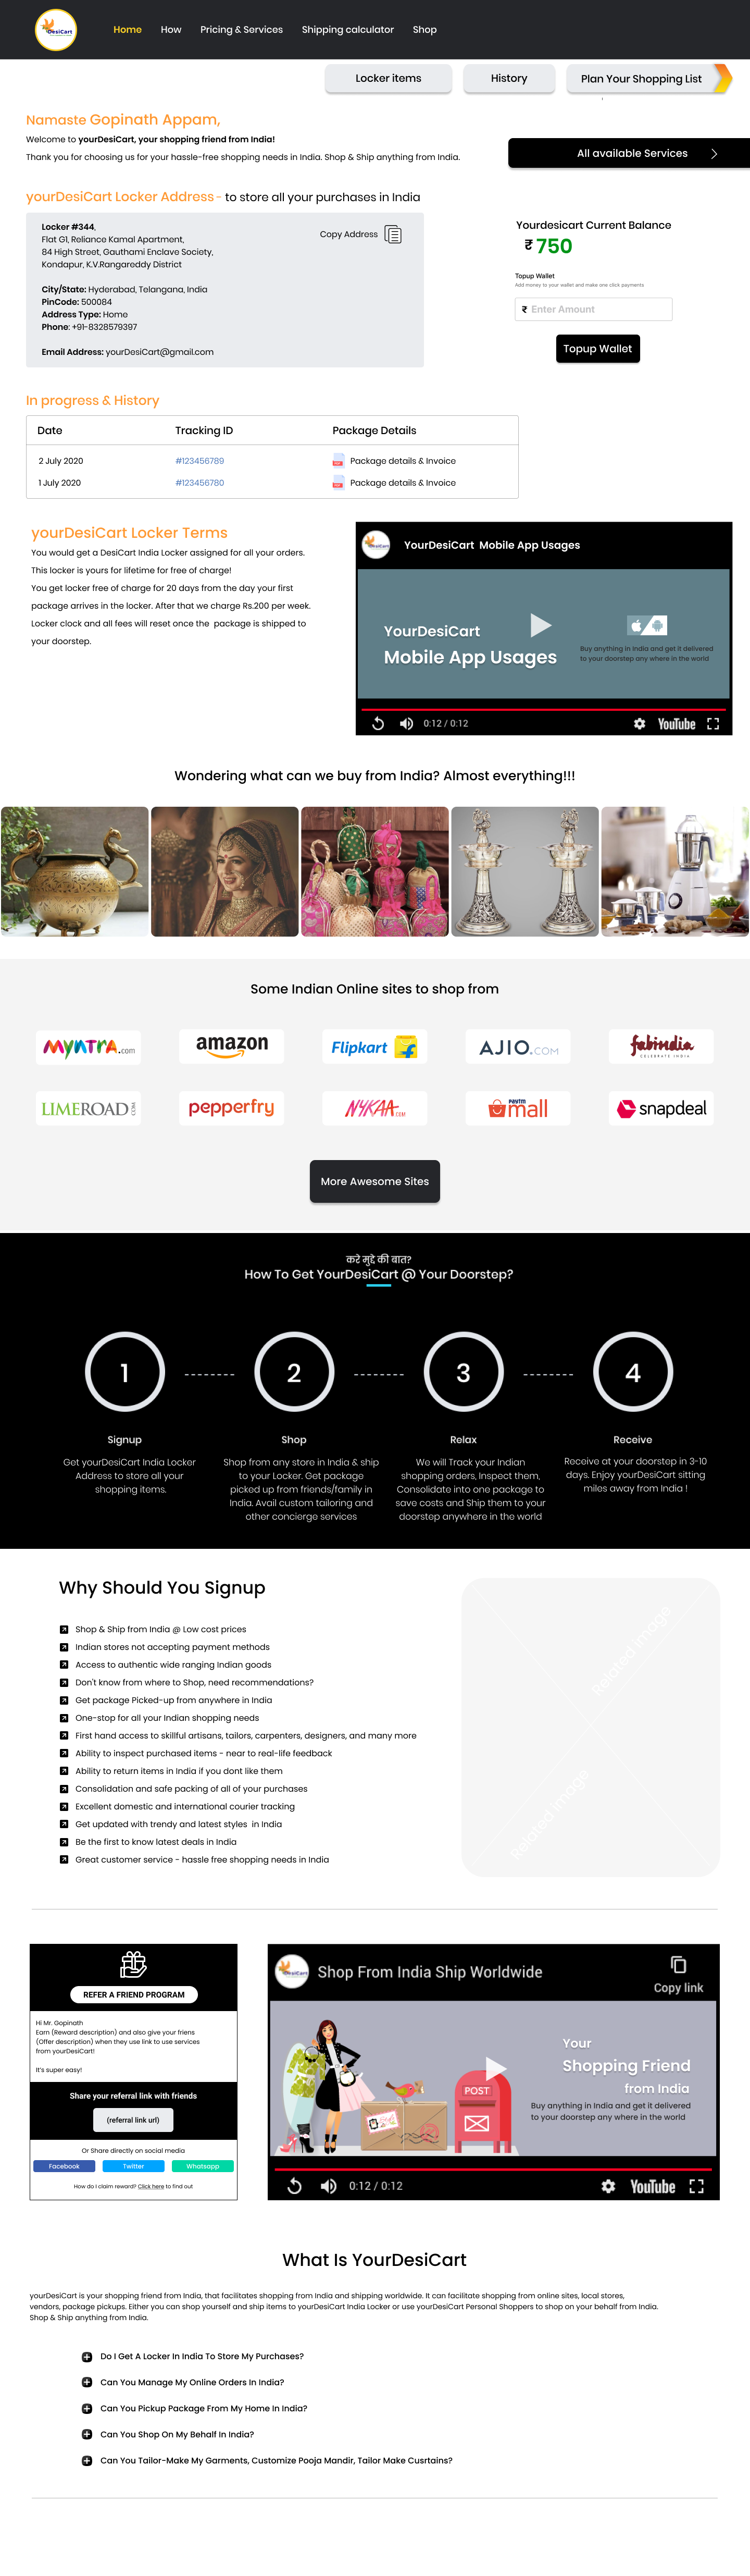 DesiCart
Home
How
Pricing & Services
Shipping calculator
Shop
Locker items
History
Plan Your Shopping List
Namaste Gopinath Appam,
Welcome to yourDesiCart, your shopping friend from India!
Thank you for choosing us for your hassle-free shopping needs in India. Shop & Ship anything from India.
All available Services
yourDesiCart Locker Address - to store all your purchases in India
Locker #344,
Flat G1, Reliance Kamal Apartment,
84 High Street, Gauthami Enclave Society,
Kondapur, K.V.Rangareddy District
City/State: Hyderabad, Telangana, India
PinCode: 500084
Address Type: Home
Phone: +91-8328579397
Email Address: yourDesiCart@gmail.com
Copy Address
Yourdesicart Current Balance
₹ 750
Topup Wallet
Add money to your wallet and make one click payments
₹ Enter Amount
Topup Wallet
In progress & History
Date Tracking ID Package Details
2 July 2020 #123456789 Package details & Invoice
1 July 2020 #123456780 Package details & Invoice
yourDesiCart Locker Terms
You would get a DesiCart India Locker assigned for all your orders.
This locker is yours for lifetime for free of charge!
You get locker free of charge for 20 days from the day your first
package arrives in the locker. After that we charge Rs.200 per week.
Locker clock and all fees will reset once the package is shipped to
your doorstep.
DesiCart
YourDesiCart Mobile App Usages
YourDesiCart
Mobile App Usages
Buy anything in India and get it delivered
to your doorstep any where in the world
0:12 / 0:12
YouTube
Wondering what can we buy from India? Almost everything!!!
Some Indian Online sites to shop from
Myntra.com
amazon
Flipkart
AJIO.COM
fabindia
CELEBRATE INDIA
LIMEROAD.COM
pepperfry
NYKAA.COM
PAYTM
mall
snapdeal
More Awesome Sites
करे मुद्दे की बात?
How To Get YourDesiCart @ Your Doorstep?
1
2
3
4
Signup
Get yourDesiCart India Locker
Address to store all your
shopping items.
Shop
Shop from any store in India & ship
to your Locker. Get package
picked up from friends/family in
India. Avail custom tailoring and
other concierge services
Relax
We will Track your Indian
shopping orders, Inspect them,
Consolidate into one package to
save costs and Ship them to your
doorstep anywhere in the world
Receive
Receive at your doorstep in 3-10
days. Enjoy yourDesiCart sitting
miles away from India !
Why Should You Signup
Shop & Ship from India @ Low cost prices
Indian stores not accepting payment methods
Access to authentic wide ranging Indian goods
Don't know from where to Shop, need recommendations?
Get package Picked-up from anywhere in India
One-stop for all your Indian shopping needs
First hand access to skillful artisans, tailors, carpenters, designers, and many more
Ability to inspect purchased items - near to real-life feedback
Ability to return items in India if you dont like them
Consolidation and safe packing of all of your purchases
Excellent domestic and international courier tracking
Get updated with trendy and latest styles in India
Be the first to know latest deals in India
Great customer service - hassle free shopping needs in India
Related Image
Related Image
REFER A FRIEND PROGRAM
Hi Mr. Gopinath
Earn (Reward description) and also give your friens
(Offer description) when they use link to use services
from yourDesiCart!
It's super easy!
Share your referral link with friends
(referral link url)
Or Share directly on social media
Facebook
Twitter
Whatsapp
How do I claim reward? Click here to find out
DesiCart
Shop From India Ship Worldwide
Copy link
Your
Shopping Friend
from India
Buy anything in India and get it delivered
to your doorstep any where in the world
POST
0:12 / 0:12
YouTube
What Is YourDesiCart
yourDesiCart is your shopping friend from India, that facilitates shopping from India and shipping worldwide. It can facilitate shopping from online sites, local stores,
vendors, package pickups. Either you can shop yourself and ship items to yourDesiCart India Locker or use yourDesiCart Personal Shoppers to shop on your behalf from India.
Shop & Ship anything from India.
Do I Get A Locker In India To Store My Purchases?
Can You Manage My Online Orders In India?
Can You Pickup Package From My Home In India?
Can You Shop On My Behalf In India?
Can You Tailor-Make My Garments, Customize Pooja Mandir, Tailor Make Cusrtains?